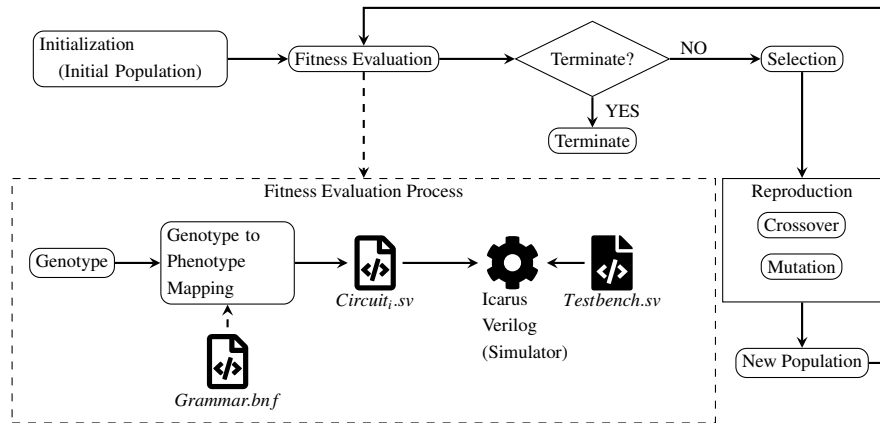 Initialization
(Initial Population)
Fitness Evaluation
Terminate?
NO
Selection
YES
Terminate
Fitness Evaluation Process
Reproduction
Crossover
Mutation
New Population
Genotype
Genotype to
Phenotype
Mapping
Circuitᵢ.sv
Icarus
Verilog
(Simulator)
Testbench.sv
Grammar.bnf